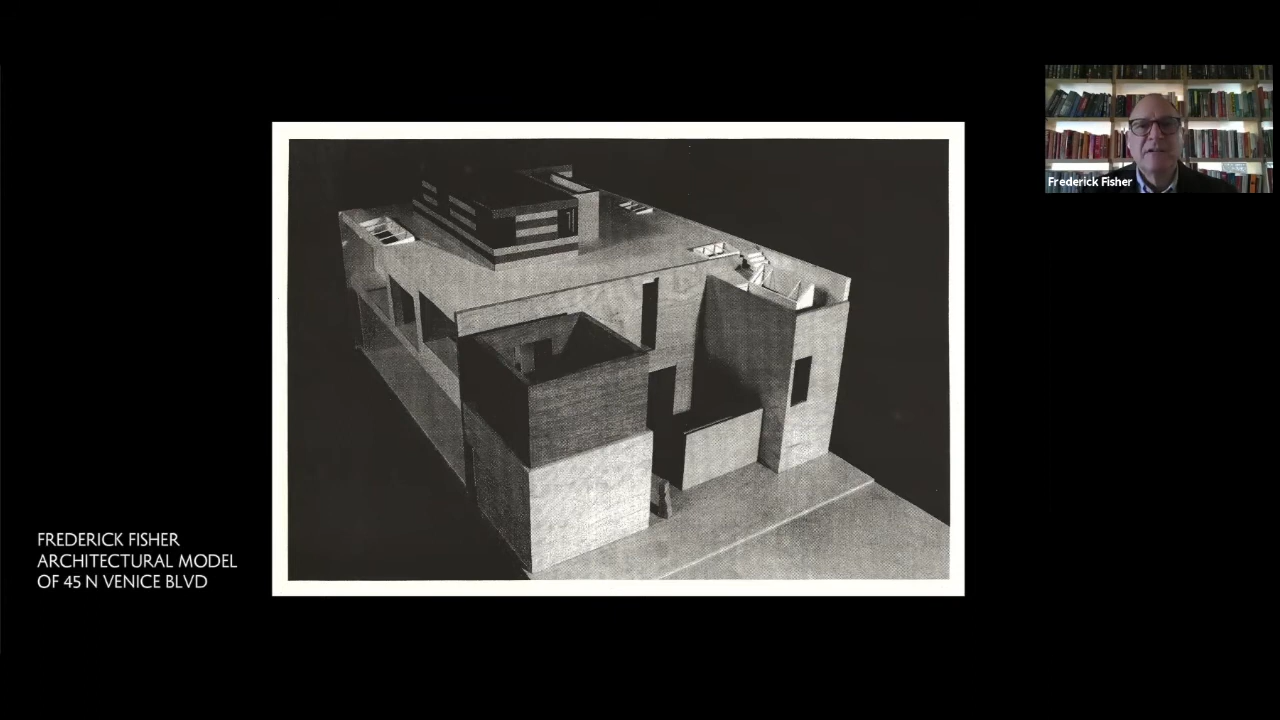 Frederick Fisher
FREDERICK FISHER
ARCHITECTURAL MODEL
OF 45 N VENICE BLVD